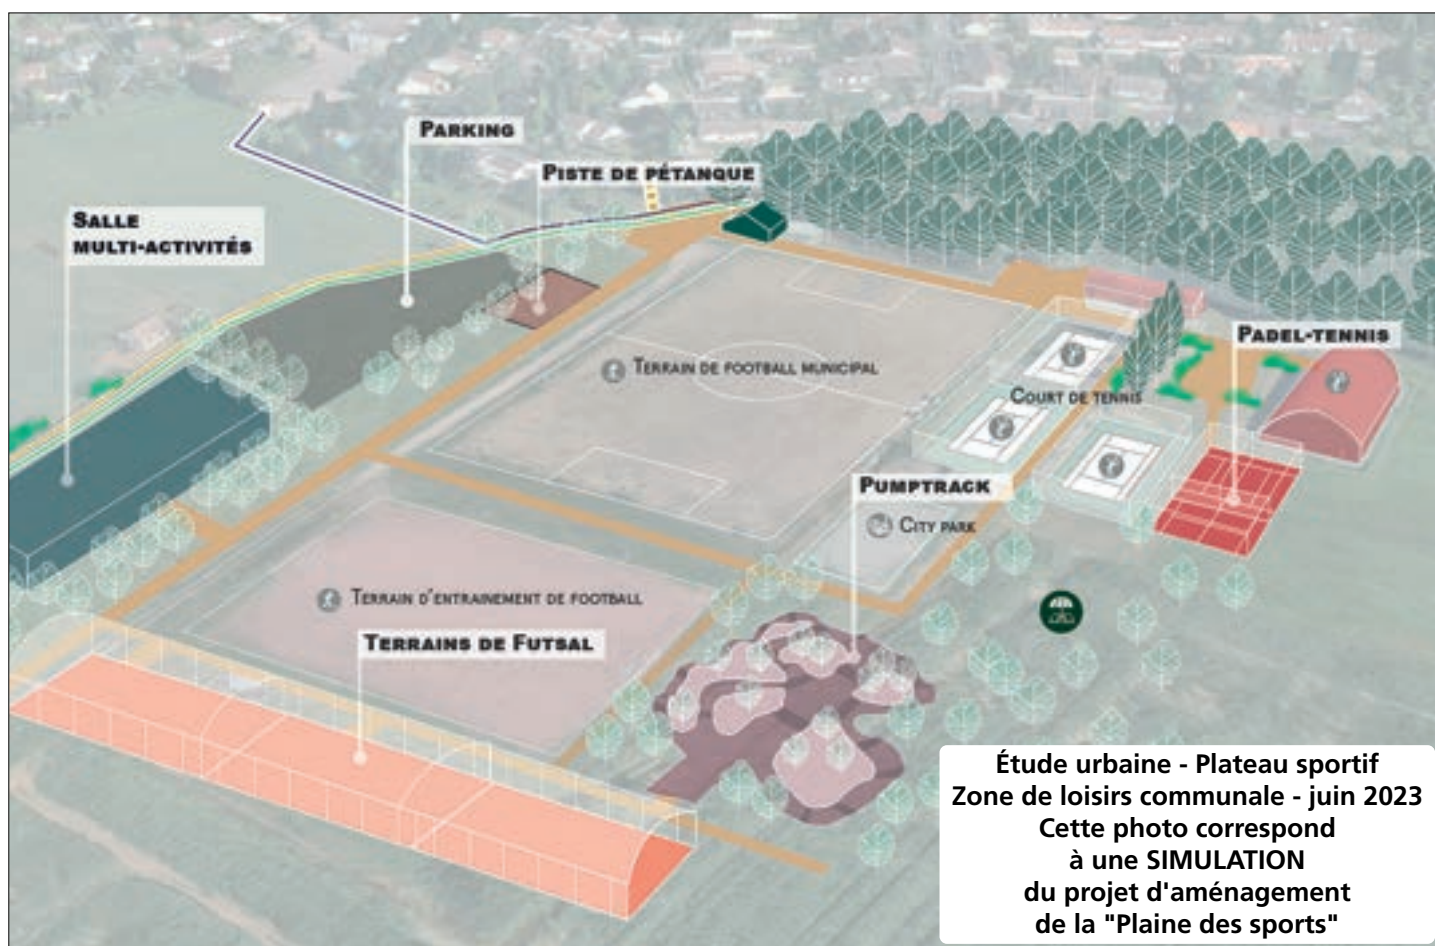 PARKING
PISTE DE PÉTANQUE
SALLE
MULTI-ACTIVITÉS
PADEL-TENNIS
TERRAIN DE FOOTBALL MUNICIPAL
COURT DE TENNIS
PUMPTRACK
CITY PARK
TERRAIN D'ENTRAINEMENT DE FOOTBALL
TERRAINS DE FUTSAL
Étude urbaine - Plateau sportif
Zone de loisirs communale - juin 2023
Cette photo correspond
à une SIMULATION
du projet d'aménagement
de la "Plaine des sports"